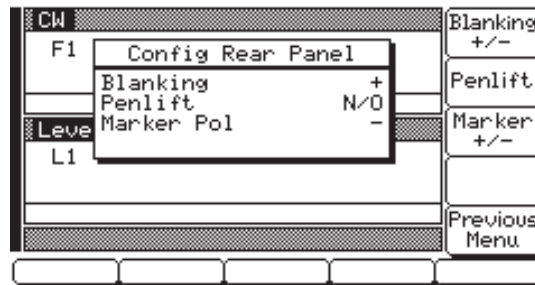 CW
F1
Config Rear Panel
Blanking +
Penlift N/O
Marker Pol -
Leve
L1
Blanking
+/-
Penlift
Marker
+/-
Previous
Menu